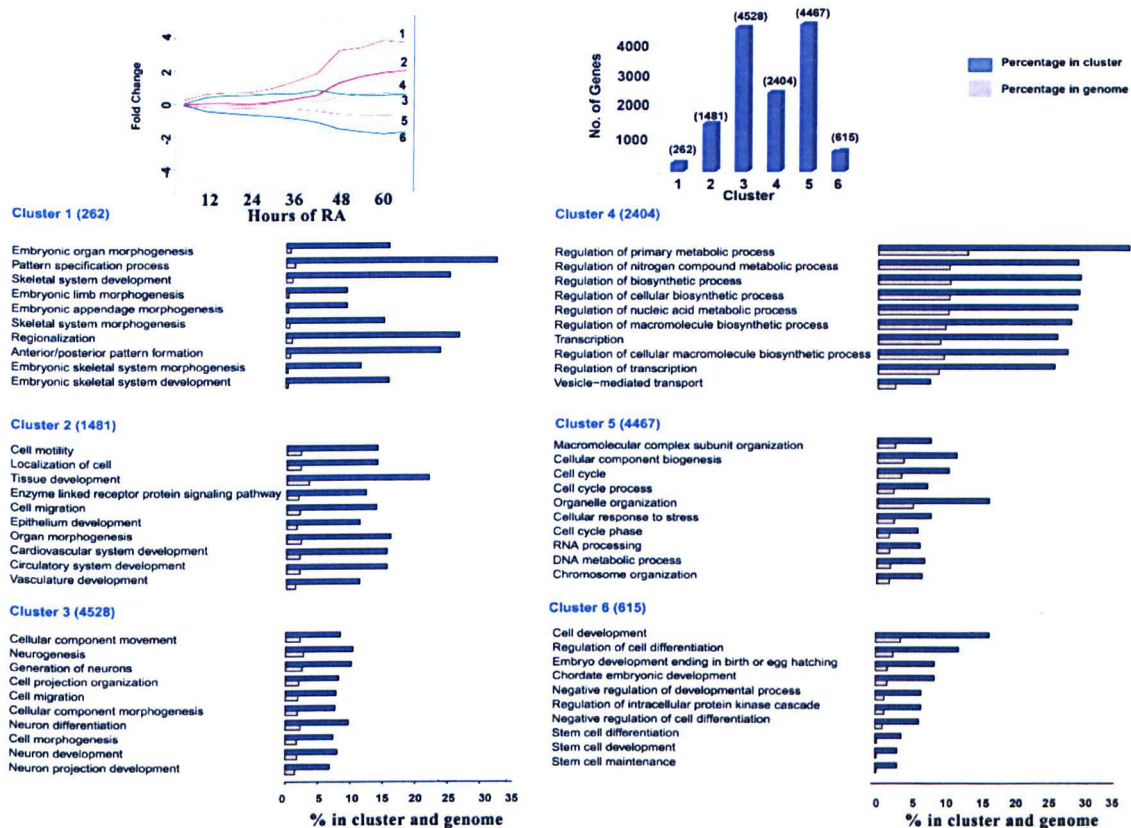 4
2
0
-2
-4
Fold Change
1
2
4
3
5
6
12 24 36 48 60
Hours of RA
No. of Genes
4000
3000
2000
1000
(262)
(1481)
(4528)
(2404)
(4467)
(615)
1 2 3 4 5 6
Cluster
Percentage in cluster
Percentage in genome
Cluster 1 (262)
Embryonic organ morphogenesis
Pattern specification process
Skeletal system development
Embryonic limb morphogenesis
Embryonic appendage morphogenesis
Skeletal system morphogenesis
Regionalization
Anterior/posterior pattern formation
Embryonic skeletal system morphogenesis
Embryonic skeletal system development
Cluster 2 (1481)
Cell motility
Localization of cell
Tissue development
Enzyme linked receptor protein signaling pathway
Cell migration
Epithelium development
Organ morphogenesis
Cardiovascular system development
Circulatory system development
Vasculature development
Cluster 3 (4528)
Cellular component movement
Neurogenesis
Generation of neurons
Cell projection organization
Cell migration
Cellular component morphogenesis
Neuron differentiation
Cell morphogenesis
Neuron development
Neuron projection development
0 5 10 15 20 25 30 35
% in cluster and genome
Cluster 4 (2404)
Regulation of primary metabolic process
Regulation of nitrogen compound metabolic process
Regulation of biosynthetic process
Regulation of cellular biosynthetic process
Regulation of nucleic acid metabolic process
Regulation of macromolecule biosynthetic process
Transcription
Regulation of cellular macromolecule biosynthetic process
Regulation of transcription
Vesicle-mediated transport
Cluster 5 (4467)
Macromolecular complex subunit organization
Cellular component biogenesis
Cell cycle
Cell cycle process
Organelle organization
Cellular response to stress
Cell cycle phase
RNA processing
DNA metabolic process
Chromosome organization
Cluster 6 (615)
Cell development
Regulation of cell differentiation
Embryo development ending in birth or egg hatching
Chordate embryonic development
Negative regulation of developmental process
Regulation of intracellular protein kinase cascade
Negative regulation of cell differentiation
Stem cell differentiation
Stem cell development
Stem cell maintenance
0 5 10 15 20 25 30 35
% in cluster and genome